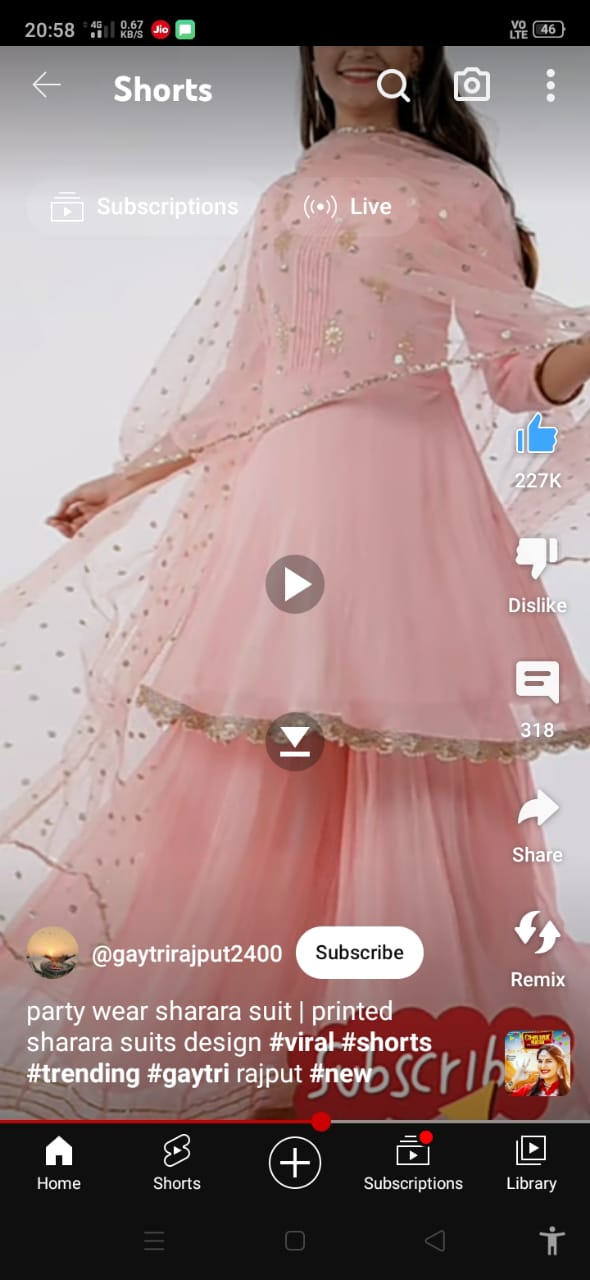 20:58 4G 0.67 KB/S Jio VO LTE 46
Shorts
Subscriptions Live
227K
Dislike
318
Share
@gaytrirajput2400 Subscribe
Remix
party wear sharara suit | printed
sharara suits design #viral #shorts
#trending #gaytri rajput #new
Subscrib
Home Shorts Subscriptions Library